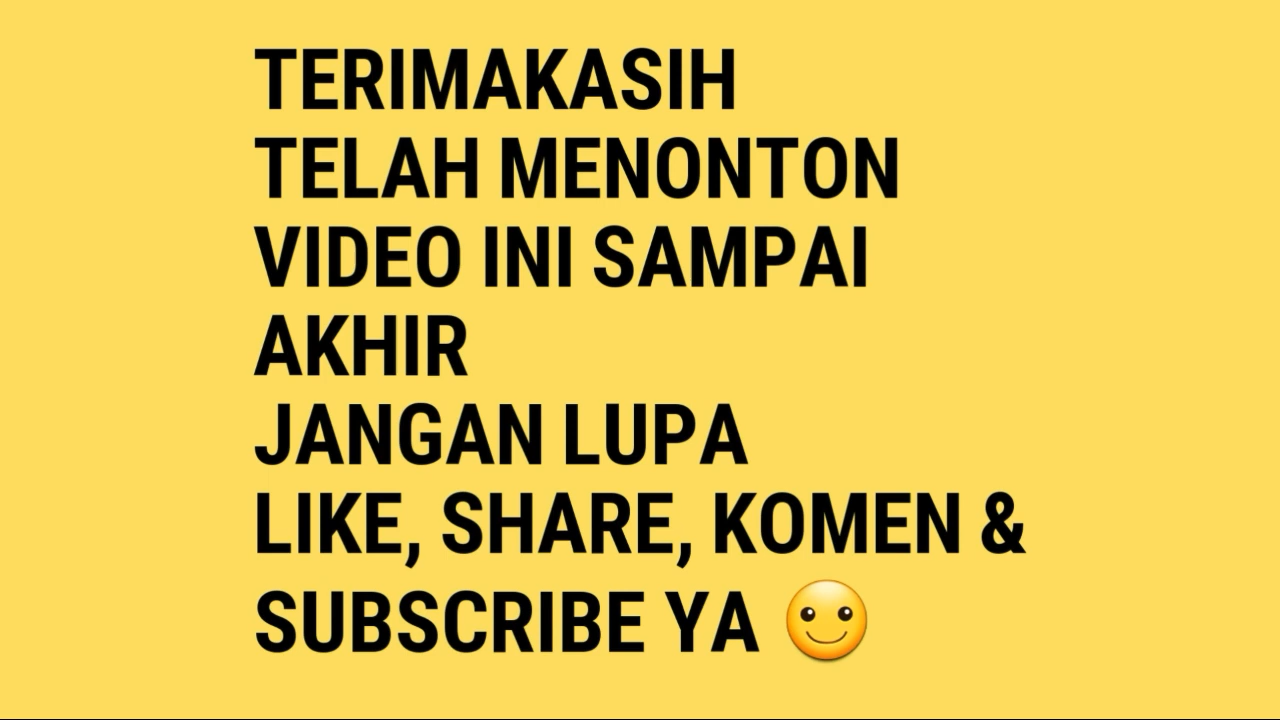 TERIMAKASIH
TELAH MENONTON
VIDEO INI SAMPAI
AKHIR
JANGAN LUPA
LIKE, SHARE, KOMEN &
SUBSCRIBE YA 🙂